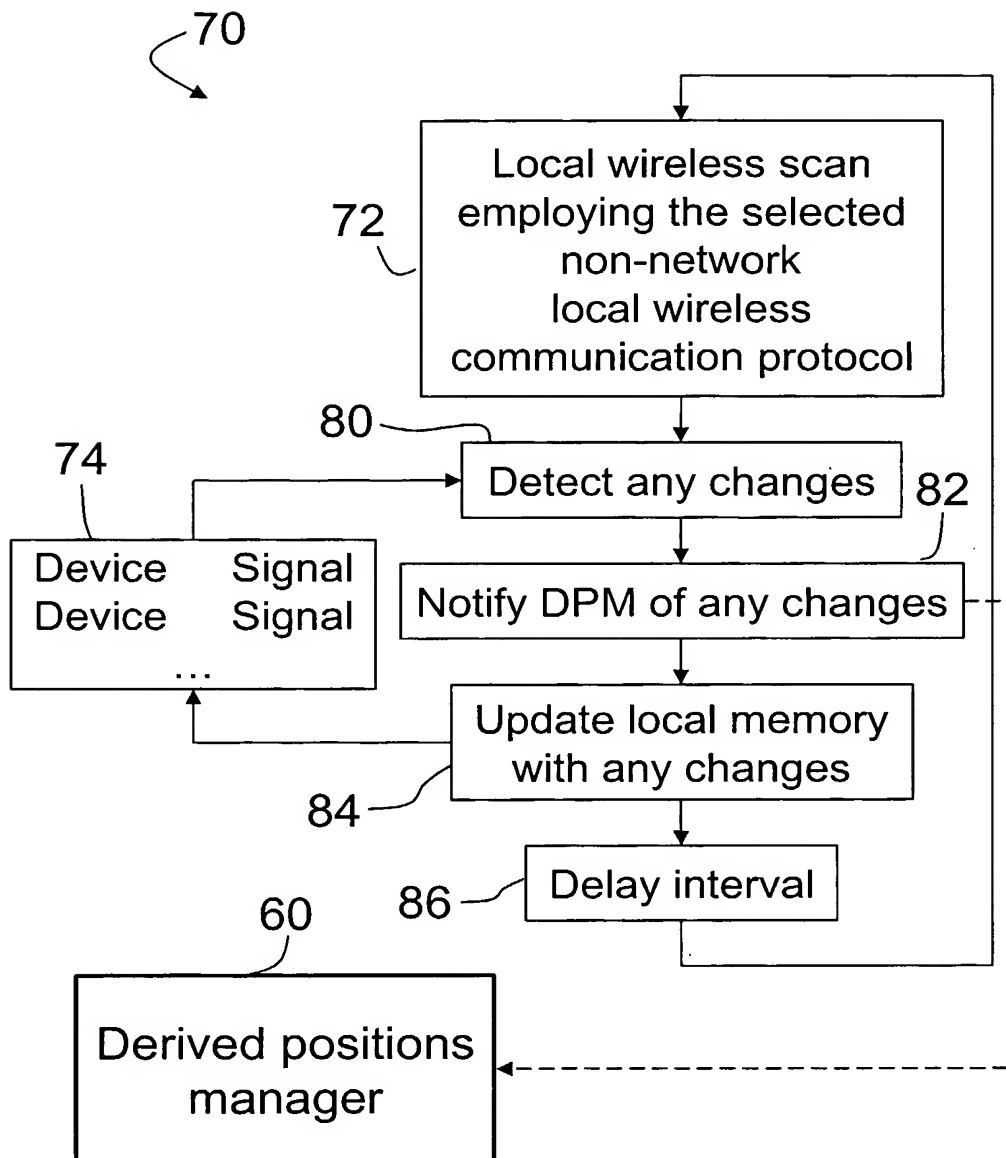 70
Local wireless scan
employing the selected
non-network
local wireless
communication protocol
72
80
Detect any changes
74
Device Signal
Device Signal
...
82
Notify DPM of any changes
Update local memory
with any changes
84
Delay interval
86
60
Derived positions
manager